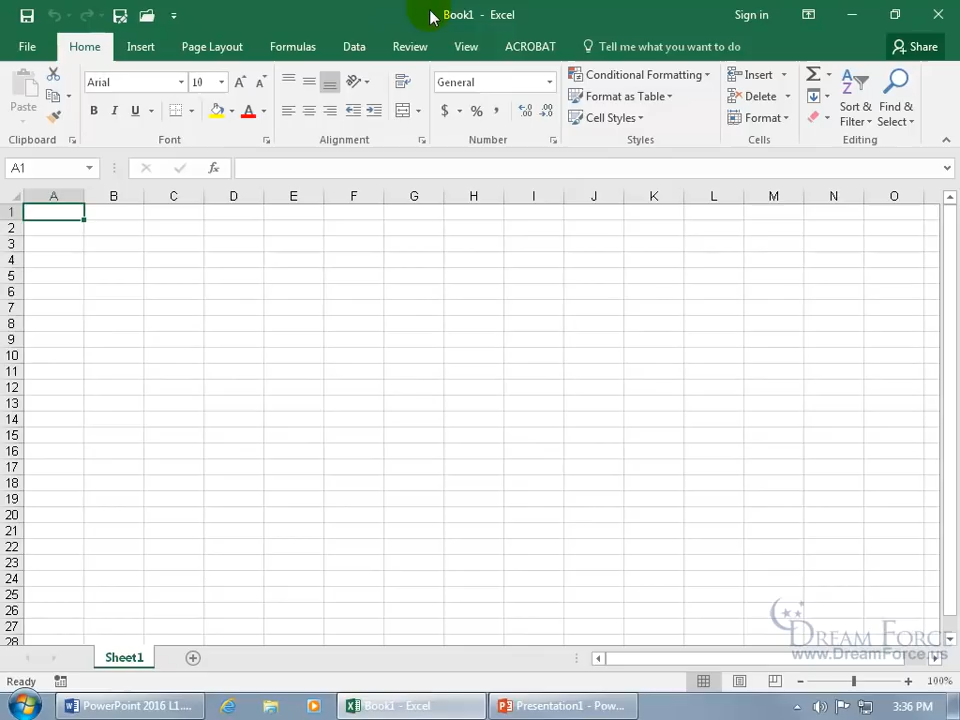 Book1 - Excel
Sign in
File Home Insert Page Layout Formulas Data Review View ACROBAT Tell me what you want to do Share
Paste
Arial 10
B I U
General
$ % ,
Conditional Formatting
Format as Table
Cell Styles
Insert
Delete
Format
Sort & Filter
Find & Select
Clipboard Font Alignment Number Styles Cells Editing
A1 fx
A B C D E F G H I J K L M N O
1
2
3
4
5
6
7
8
9
10
11
12
13
14
15
16
17
18
19
20
21
22
23
24
25
26
27
28
DREAM FORCE
www.DreamForce.us
Sheet1
Ready 100%
PowerPoint 2016 L1....
Book1 - Excel
Presentation1 - Pow...
3:36 PM